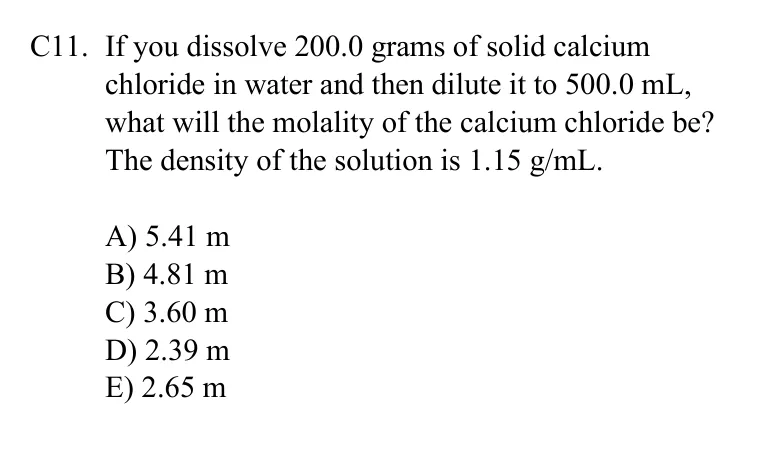 C11. If you dissolve 200.0 grams of solid calcium
chloride in water and then dilute it to 500.0 mL,
what will the molality of the calcium chloride be?
The density of the solution is 1.15 g/mL.
A) 5.41 m
B) 4.81 m
C) 3.60 m
D) 2.39 m
E) 2.65 m